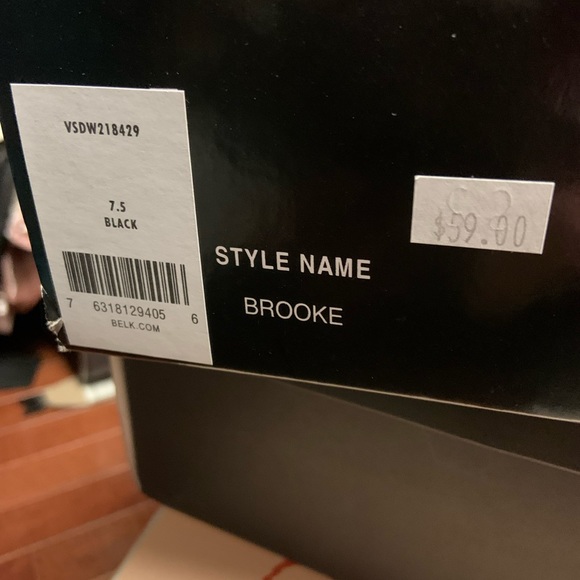 VSDW218429
7.5
BLACK
7 6318129405 6
BELK.COM
STYLE NAME
BROOKE
$59.00